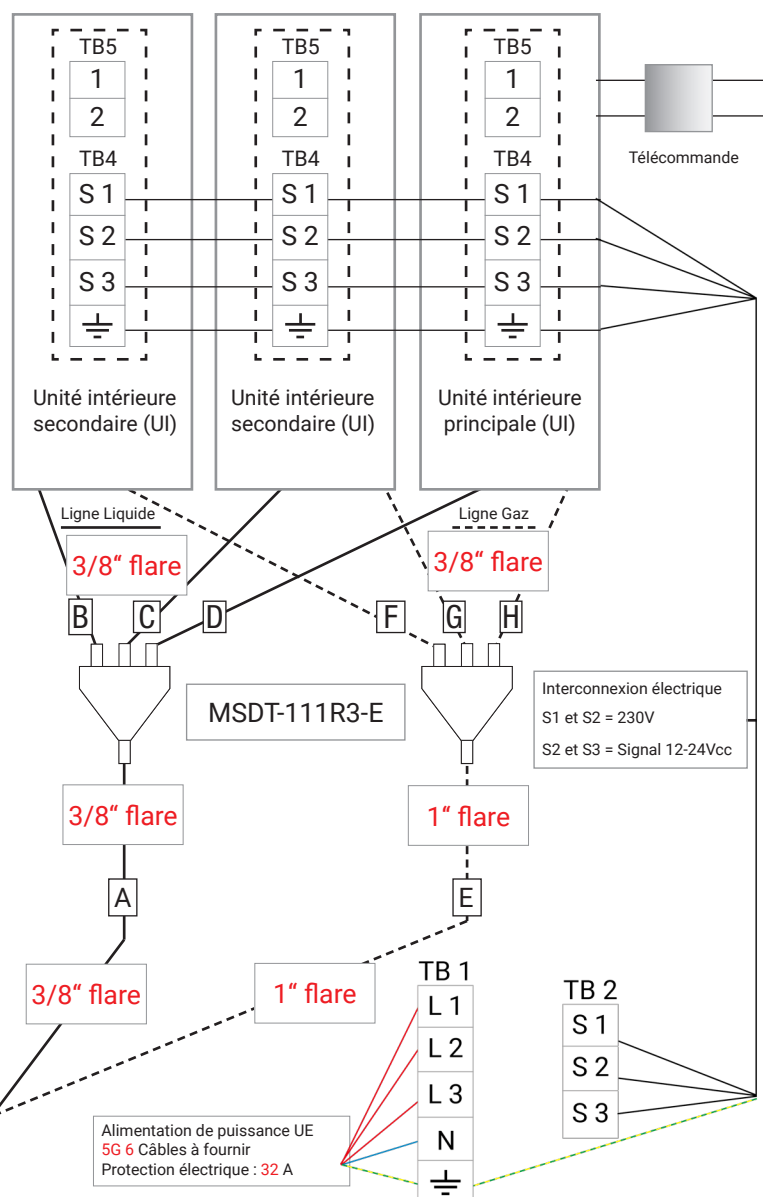 TB5 TB5 TB5
1 1 1
2 2 2
Télécommande
TB4 TB4 TB4
S 1 S 1 S 1
S 2 S 2 S 2
S 3 S 3 S 3
Unité intérieure
secondaire (UI)
Unité intérieure
secondaire (UI)
Unité intérieure
principale (UI)
Ligne Liquide
Ligne Gaz
3/8“ flare
3/8“ flare
B C D F G H
MSDT-111R3-E
Interconnexion électrique
S1 et S2 = 230V
S2 et S3 = Signal 12-24Vcc
3/8“ flare
1“ flare
A
E
3/8“ flare
1“ flare
TB 1
L 1
L 2
L 3
N
TB 2
S 1
S 2
S 3
Alimentation de puissance UE
5G 6 Câbles à fournir
Protection électrique : 32 A